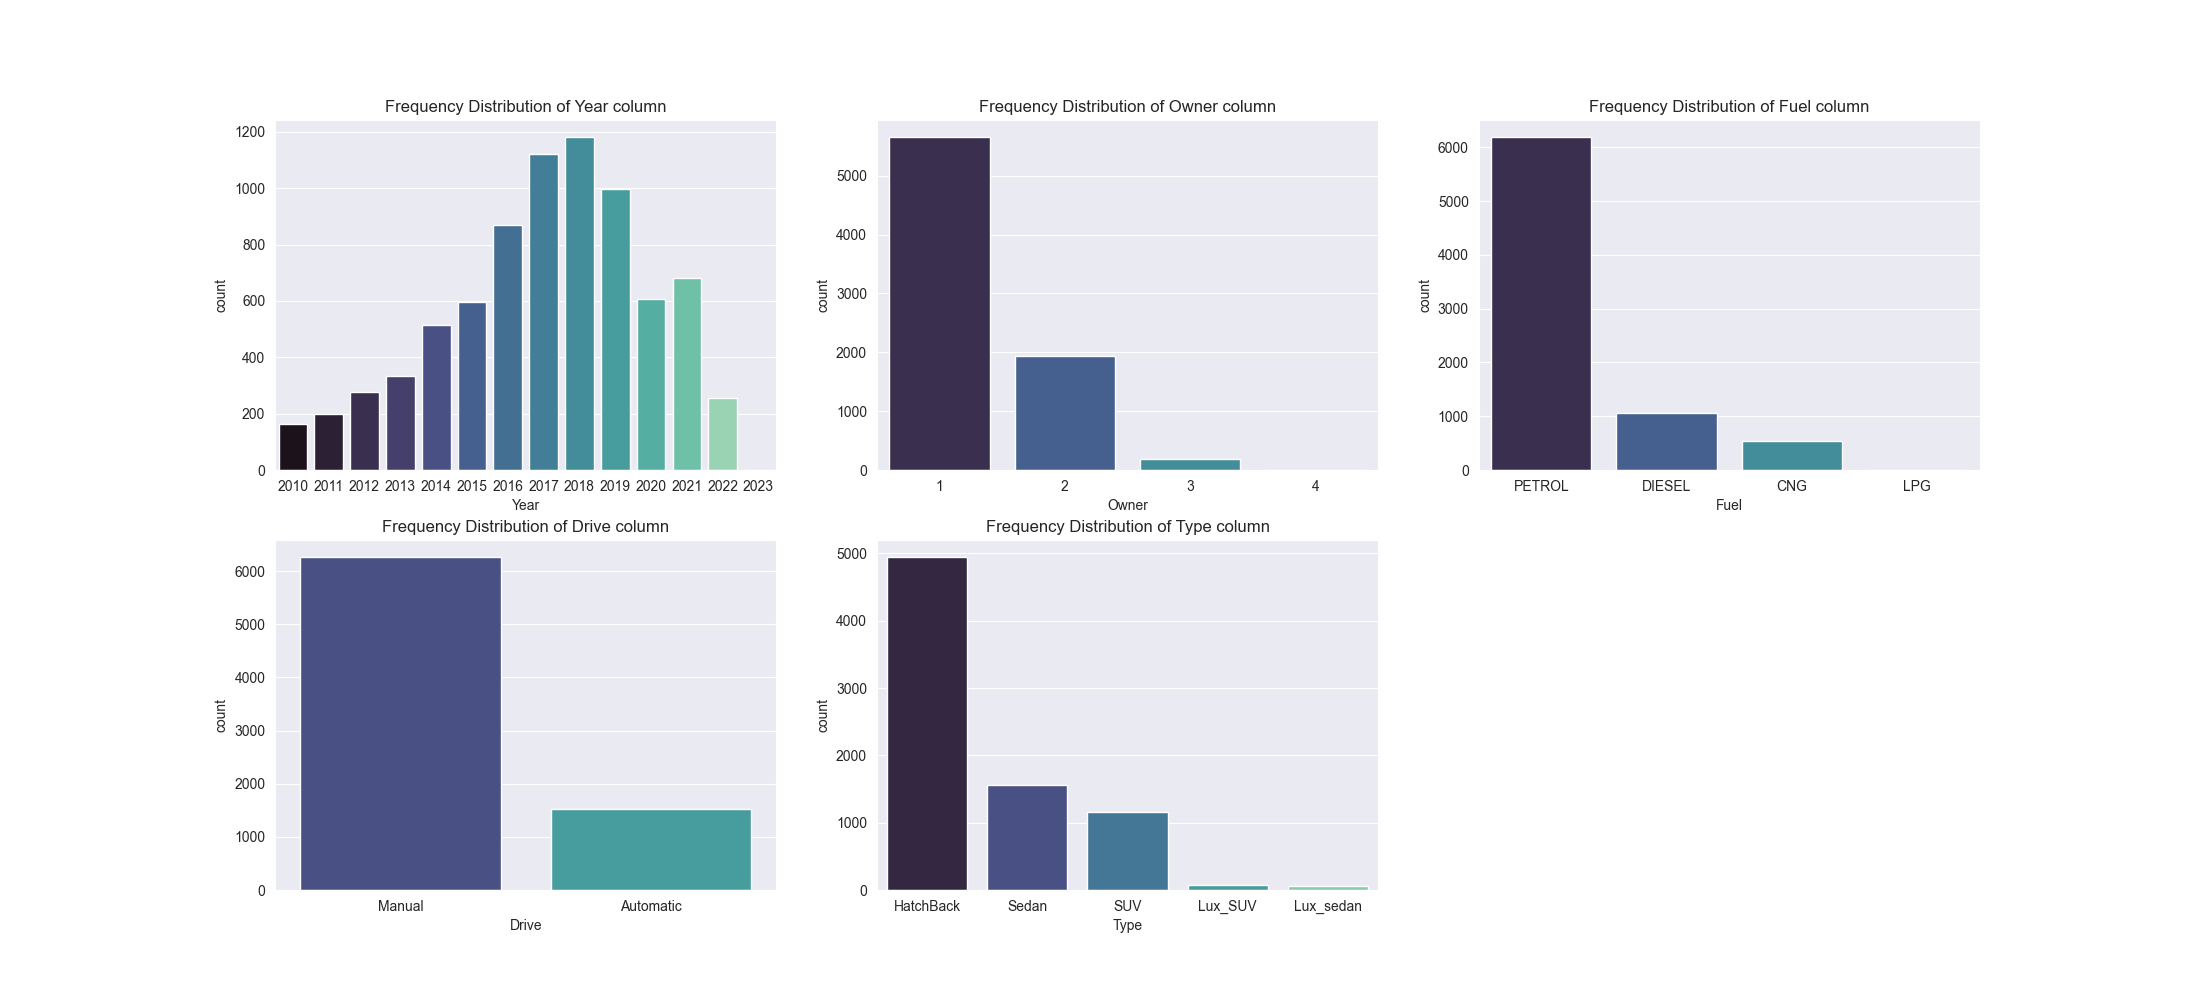 Frequency Distribution of Year column
1200
1000
800
600
400
200
0
count
2010 2011 2012 2013 2014 2015 2016 2017 2018 2019 2020 2021 2022 2023
Year
Frequency Distribution of Owner column
5000
4000
3000
2000
1000
0
count
1 2 3 4
Owner
Frequency Distribution of Fuel column
6000
5000
4000
3000
2000
1000
0
count
PETROL DIESEL CNG LPG
Fuel
Frequency Distribution of Drive column
6000
5000
4000
3000
2000
1000
0
count
Manual Automatic
Drive
Frequency Distribution of Type column
5000
4000
3000
2000
1000
0
count
HatchBack Sedan SUV Lux_SUV Lux_sedan
Type